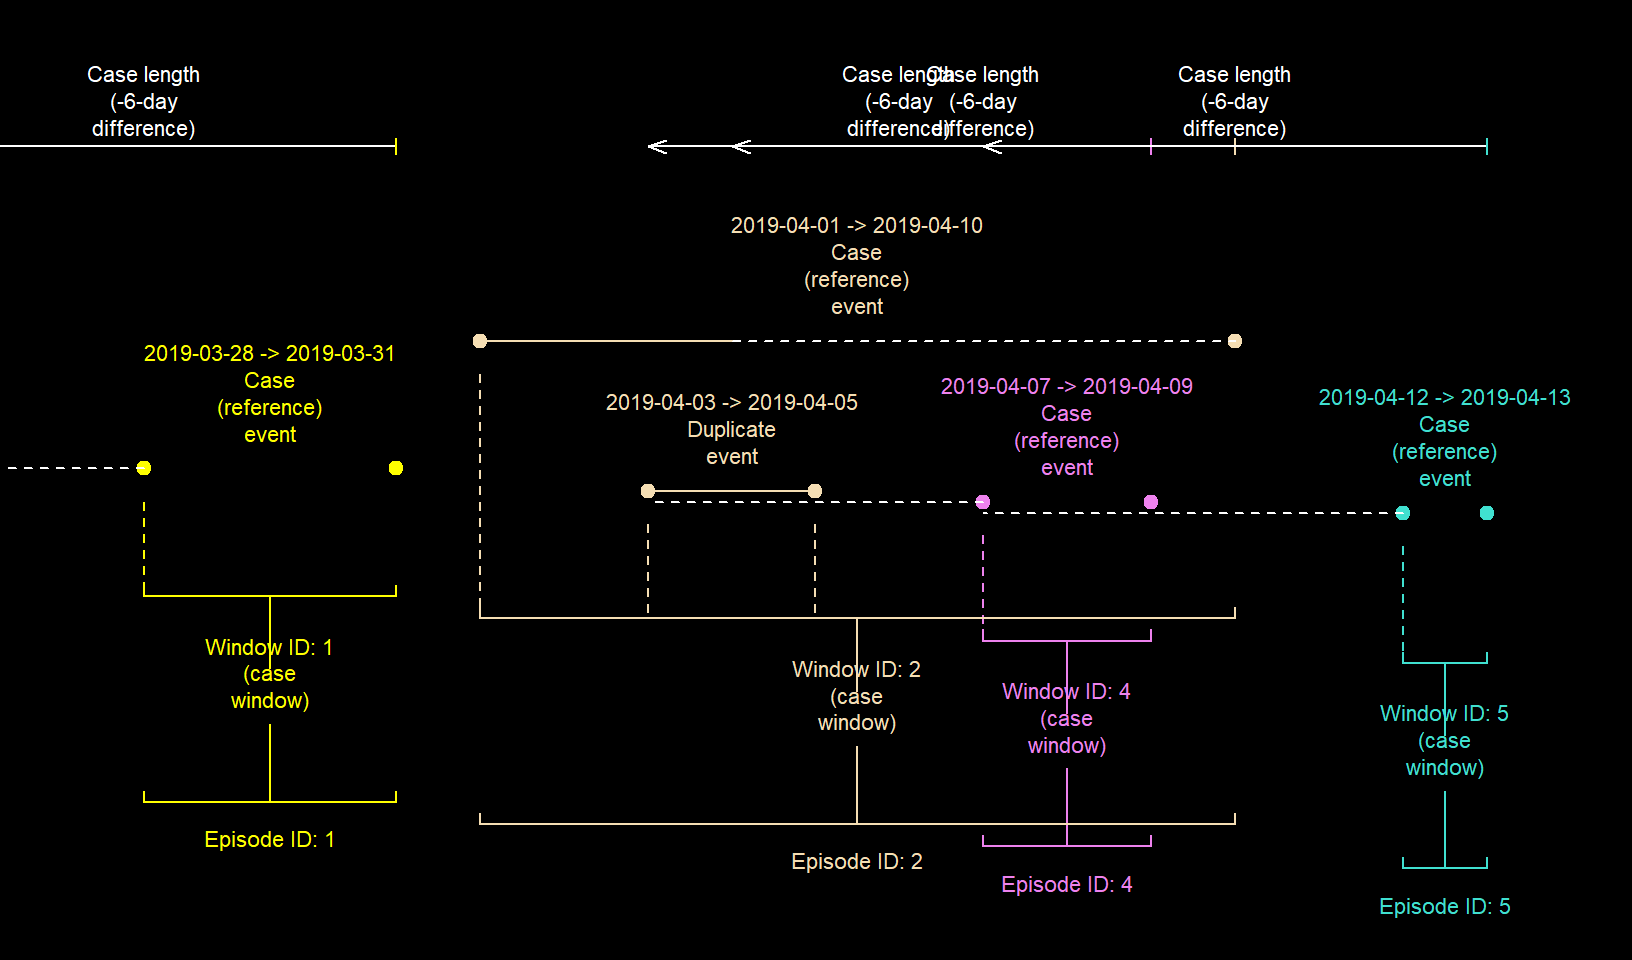 Case length
(-6-day
difference)
Case length
(-6-day
difference)
Case length
(-6-day
difference)
Case length
(-6-day
difference)
2019-04-01 -> 2019-04-10
Case
(reference)
event
2019-03-28 -> 2019-03-31
Case
(reference)
event
2019-04-03 -> 2019-04-05
Duplicate
event
2019-04-07 -> 2019-04-09
Case
(reference)
event
2019-04-12 -> 2019-04-13
Case
(reference)
event
Window ID: 1
(case
window)
Window ID: 2
(case
window)
Window ID: 4
(case
window)
Window ID: 5
(case
window)
Episode ID: 1
Episode ID: 2
Episode ID: 4
Episode ID: 5